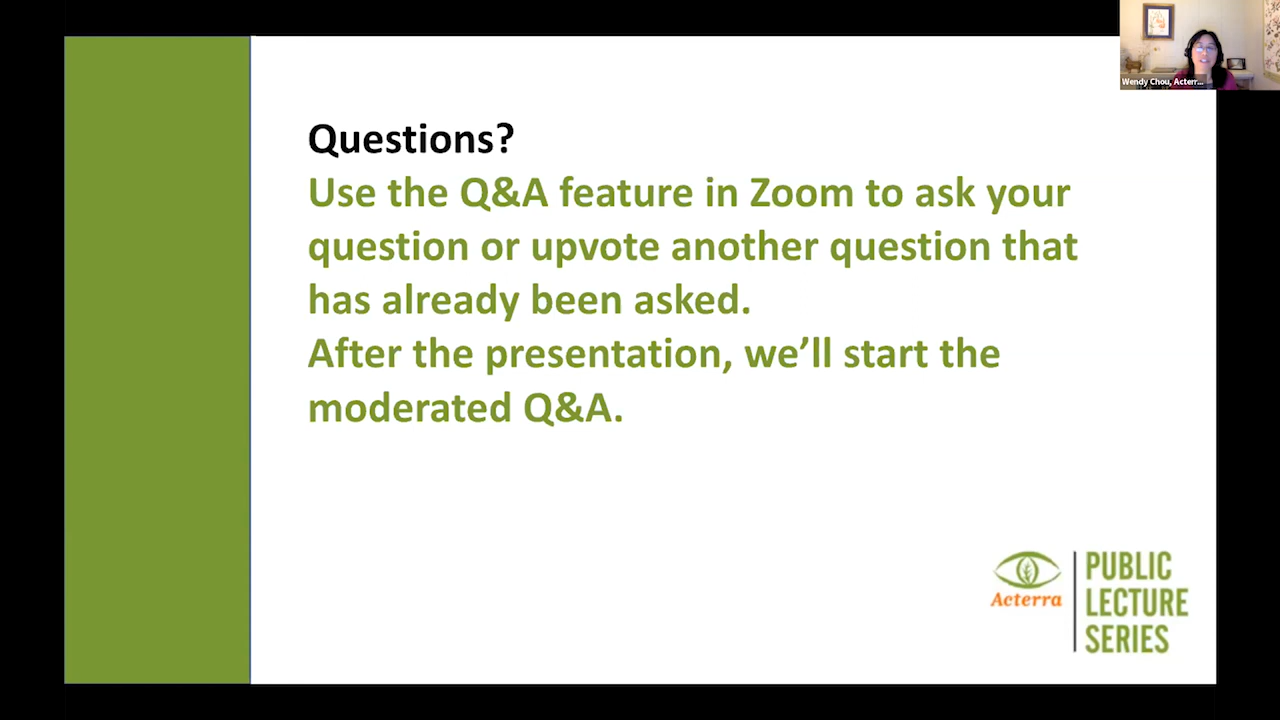 Wendy Chou, Acterr...
Questions?
Use the Q&A feature in Zoom to ask your
question or upvote another question that
has already been asked.
After the presentation, we’ll start the
moderated Q&A.
Acterra
PUBLIC
LECTURE
SERIES